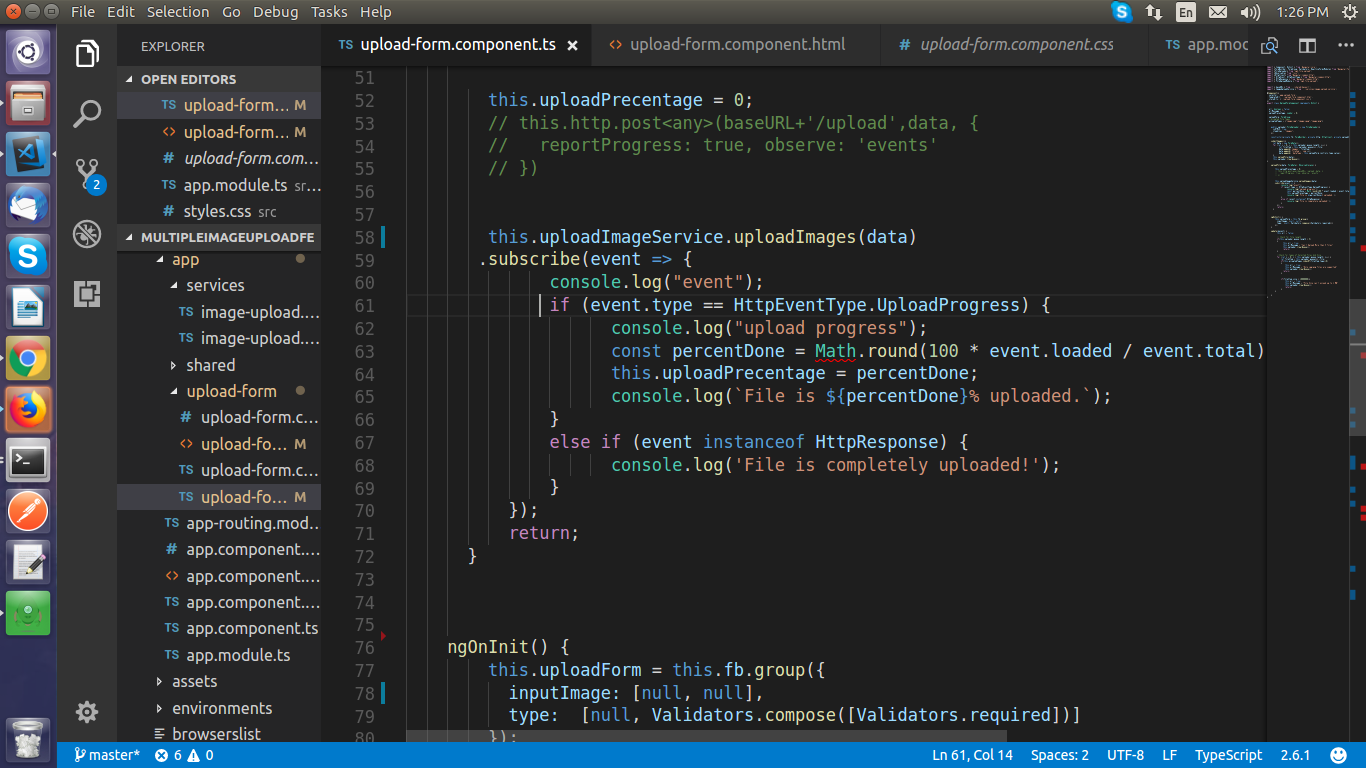 File Edit Selection Go Debug Tasks Help
En 1:26 PM
EXPLORER
OPEN EDITORS
TS upload-form... M
<> upload-form... M
# upload-form.com...
TS app.module.ts sr...
# styles.css src
MULTIPLEIMAGEUPLOADFE
app
services
TS image-upload....
TS image-upload....
shared
upload-form
# upload-form.c...
<> upload-fo... M
TS upload-form.c...
TS upload-fo... M
TS app-routing.mod...
# app.component....
<> app.component....
TS app.component....
TS app.component.ts
TS app.module.ts
assets
environments
browserslist
2
TS upload-form.component.ts ×
<> upload-form.component.html
# upload-form.component.css
TS app.moc
51
52 this.uploadPrecentage = 0;
53 // this.http.post<any>(baseURL+'/upload',data, {
54 //   reportProgress: true, observe: 'events'
55 // })
56
57
58 this.uploadImageService.uploadImages(data)
59 .subscribe(event => {
60 console.log("event");
61 if (event.type == HttpEventType.UploadProgress) {
62 console.log("upload progress");
63 const percentDone = Math.round(100 * event.loaded / event.total)
64 this.uploadPrecentage = percentDone;
65 console.log(`File is ${percentDone}% uploaded.`);
66 }
67 else if (event instanceof HttpResponse) {
68 console.log('File is completely uploaded!');
69 }
70 });
71 return;
72 }
73
74
75
76 ngOnInit() {
77 this.uploadForm = this.fb.group({
78 inputImage: [null, null],
79 type:  [null, Validators.compose([Validators.required])]
80 });
master* 6 0 Ln 61, Col 14 Spaces: 2 UTF-8 LF TypeScript 2.6.1